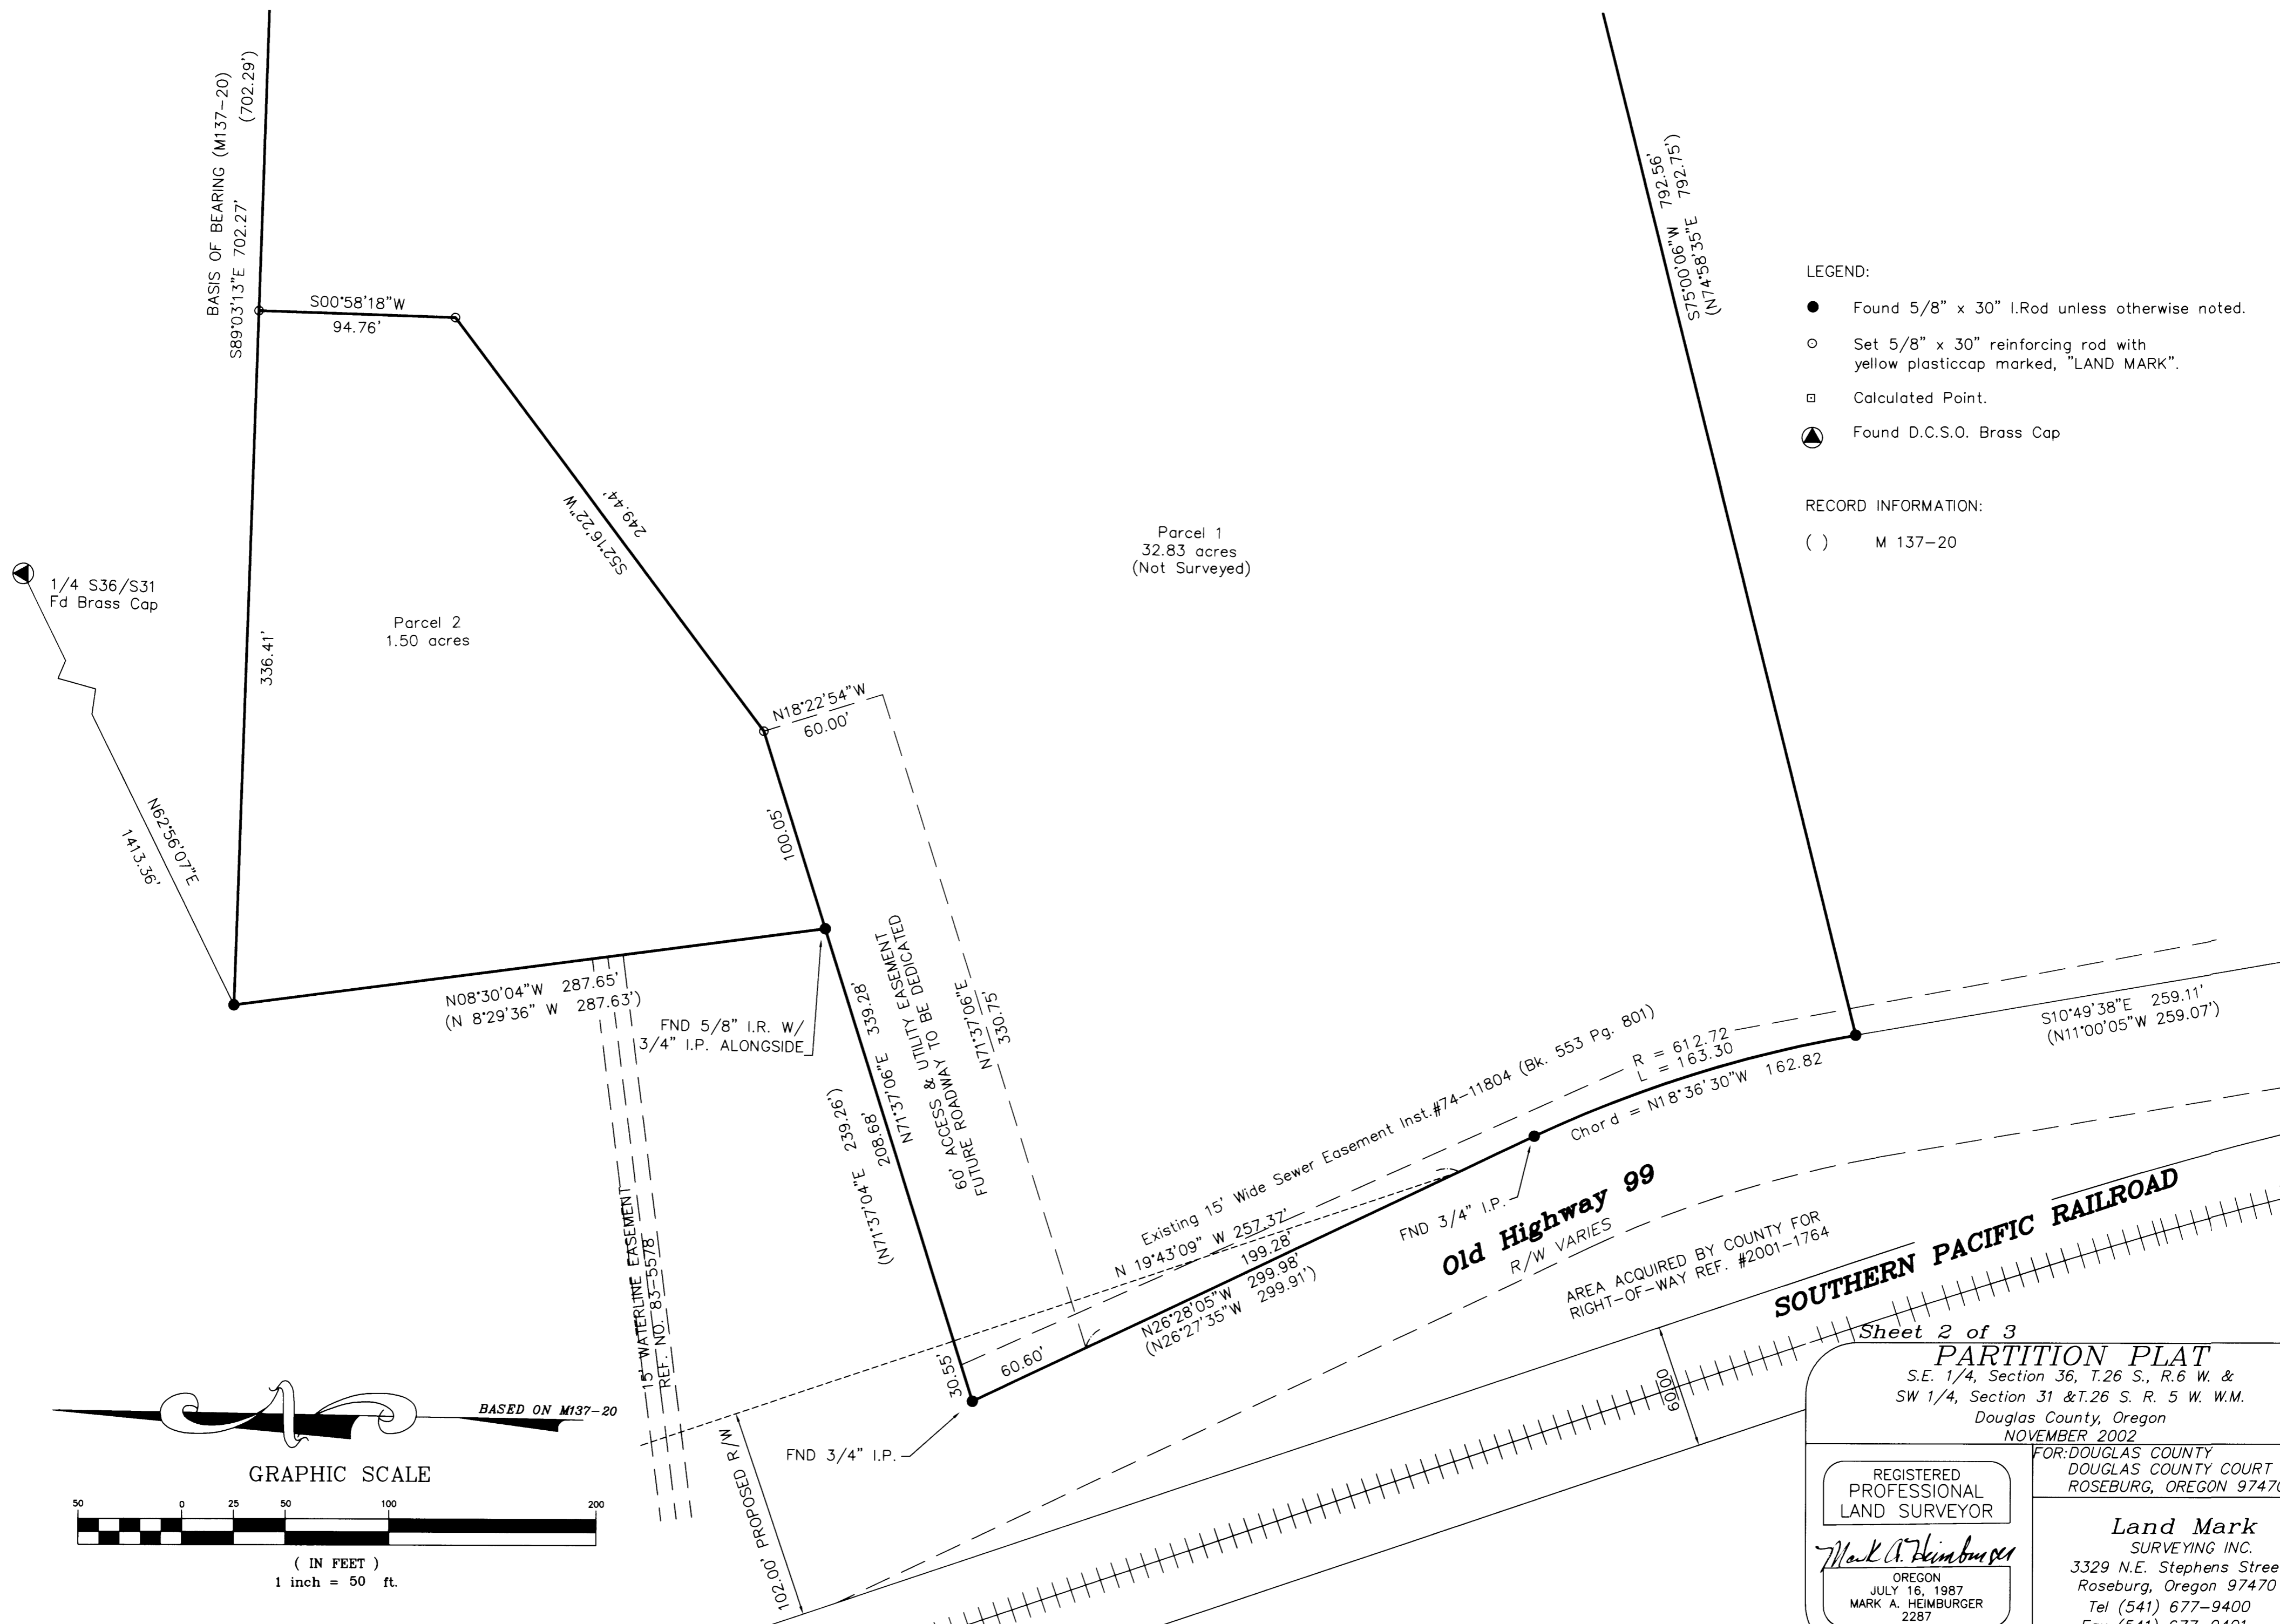 BASIS OF BEARING (M137-20)
(702.29')
S89°03'13"E 702.27'
S00°58'18"W
94.76'
S52°16'22"W
249.44'
336.41'
1/4 S36/S31
Fd Brass Cap
Parcel 2
1.50 acres
N62°56'07"E
1413.36'
Parcel 1
32.83 acres
(Not Surveyed)
S75°00'06"W 792.56'
(N74°58'35"E 792.75')
LEGEND:
Found 5/8" x 30" I.Rod unless otherwise noted.
Set 5/8" x 30" reinforcing rod with
yellow plasticcap marked, "LAND MARK".
Calculated Point.
Found D.C.S.O. Brass Cap
RECORD INFORMATION:
( ) M 137-20
N18°22'54"W
60.00'
100.05'
N08°30'04"W 287.65'
(N 8°29'36" W 287.63')
FND 5/8" I.R. W/
3/4" I.P. ALONGSIDE
(N71°37'04"E 239.26')
208.68'
N71°37'06"E 339.28'
60' ACCESS & UTILITY EASEMENT
FUTURE ROADWAY TO BE DEDICATED
N71°37'06"E
330.75'
15' WATERLINE EASEMENT
REF. NO. 83-5578
Existing 15' Wide Sewer Easement Inst.#74-11804 (Bk. 553 Pg. 801)
N 19°43'09" W 257.37'
199.28'
N26°28'05"W 299.98'
(N26°27'35"W 299.91')
60.60'
30.55'
FND 3/4" I.P.
FND 3/4" I.P.
R = 612.72
L = 163.30
Chord = N18°36'30"W 162.82
S10°49'38"E 259.11'
(N11°00'05"W 259.07')
Old Highway 99
R/W VARIES
AREA ACQUIRED BY COUNTY FOR
RIGHT-OF-WAY REF. #2001-1764
SOUTHERN PACIFIC RAILROAD
60.00
102.00' PROPOSED R/W
BASED ON M137-20
GRAPHIC SCALE
50 0 25 50 100 200
( IN FEET )
1 inch = 50 ft.
Sheet 2 of 3
PARTITION PLAT
S.E. 1/4, Section 36, T.26 S., R.6 W. &
SW 1/4, Section 31 &T.26 S. R. 5 W. W.M.
Douglas County, Oregon
NOVEMBER 2002
FOR:DOUGLAS COUNTY
DOUGLAS COUNTY COURT
ROSEBURG, OREGON 97470
REGISTERED
PROFESSIONAL
LAND SURVEYOR
Mark A. Heimburger
OREGON
JULY 16, 1987
MARK A. HEIMBURGER
2287
Land Mark
SURVEYING INC.
3329 N.E. Stephens Stree
Roseburg, Oregon 97470
Tel (541) 677-9400